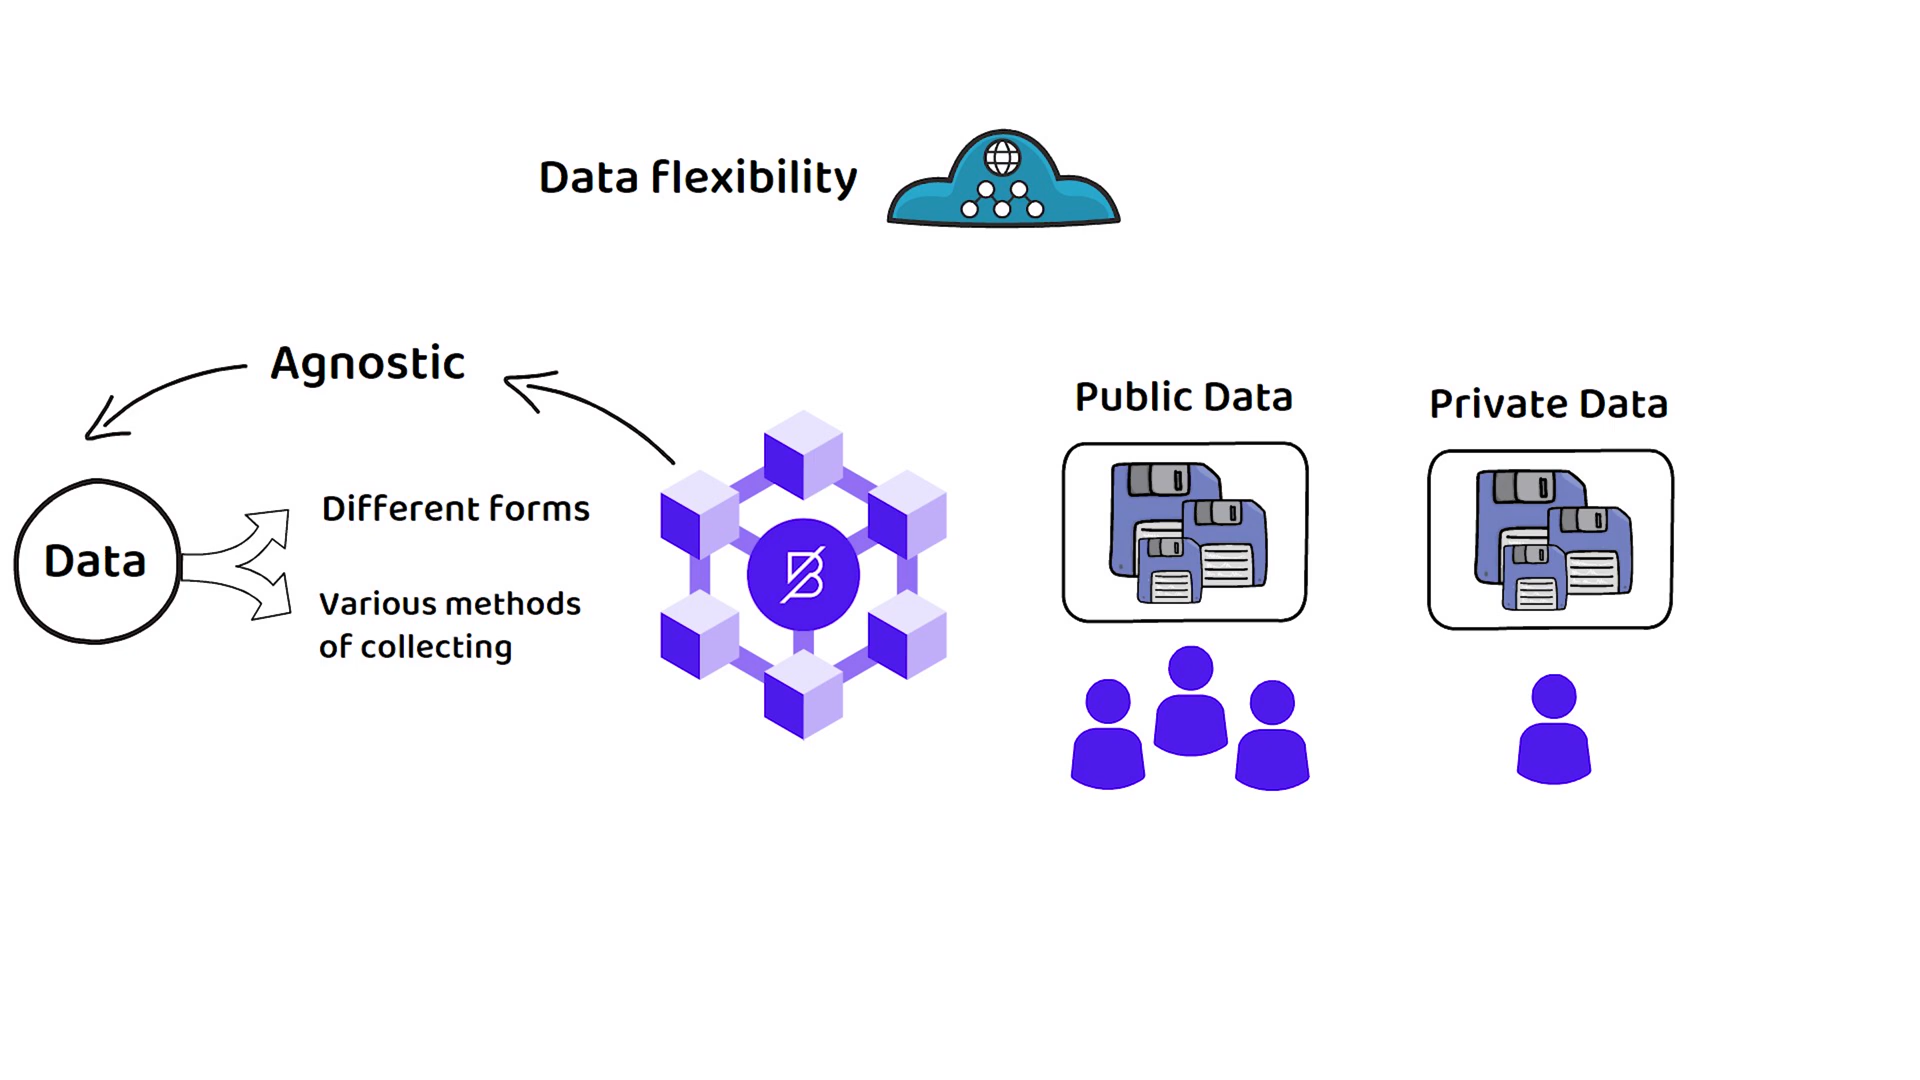 Data flexibility
Agnostic
Data
Different forms
Various methods
of collecting
Public Data
Private Data